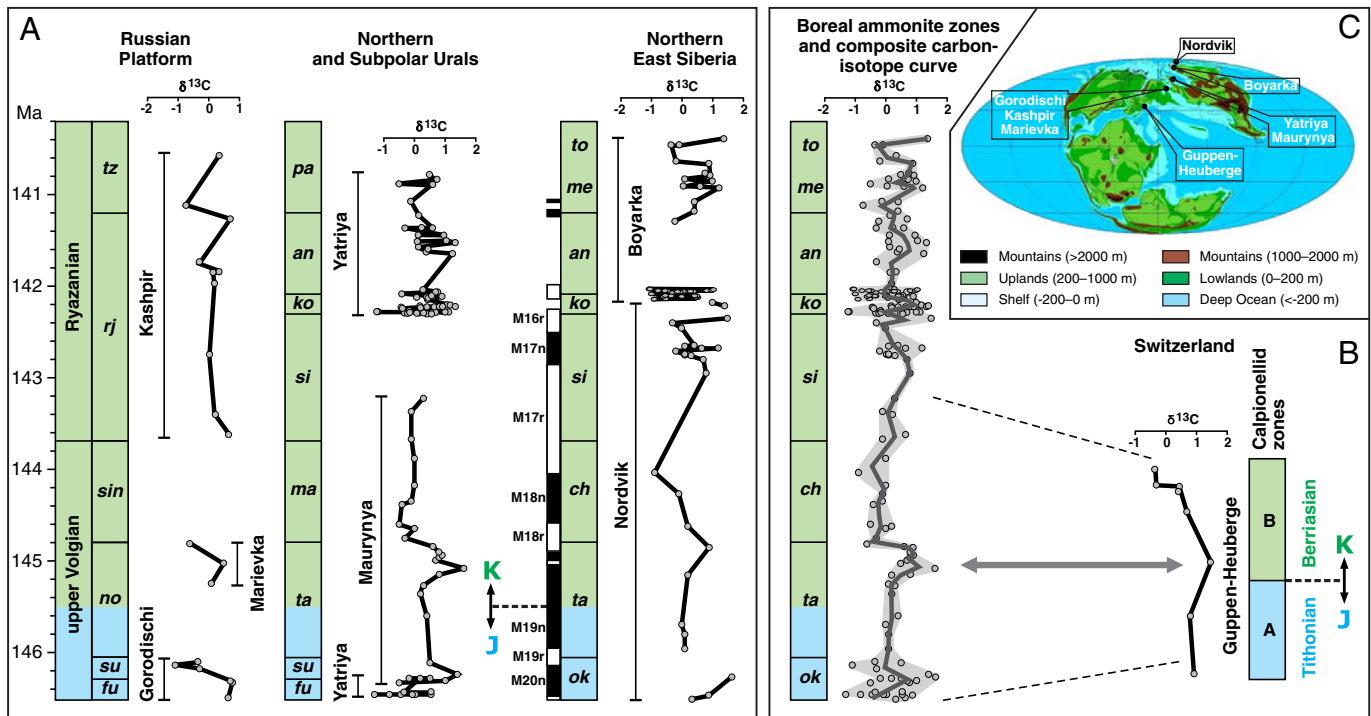 A
Russian
Platform
δ13C
-2 -1 0 1
Northern
and Subpolar Urals
δ13C
-1 0 1 2
Northern
East Siberia
δ13C
-2 -1 0 1 2
Ma
141
142
143
144
145
146
Ryazanian
upper Volgian
tz
rj
sin
no
su
fu
Kashpir
Marievka
Gorodischi
pa
an
ko
si
ma
ta
su
fu
Yatriya
Maurynya
Yatriya
K
J
M16r
M17n
M17r
M18n
M18r
M19n
M19r
M20n
to
me
an
ko
si
ch
ta
ok
Boyarka
Nordvik
Boreal ammonite zones
and composite carbon-
isotope curve
δ13C
-2 -1 0 1 2
to
me
an
ko
si
ch
ta
ok
C
Nordvik
Boyarka
Gorodischi
Kashpir
Marievka
Yatriya
Maurynya
Guppen-
Heuberge
Mountains (>2000 m)
Mountains (1000–2000 m)
Uplands (200–1000 m)
Lowlands (0–200 m)
Shelf (-200–0 m)
Deep Ocean (<-200 m)
B
Switzerland
δ13C
-1 0 1 2
Calpionellid
zones
Guppen-Heuberge
B
A
Berriasian
Tithonian
K
J